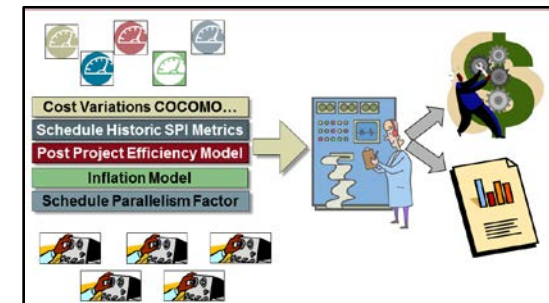 Cost Variations COCOMO...
Schedule Historic SPI Metrics
Post Project Efficiency Model
Inflation Model
Schedule Parallelism Factor